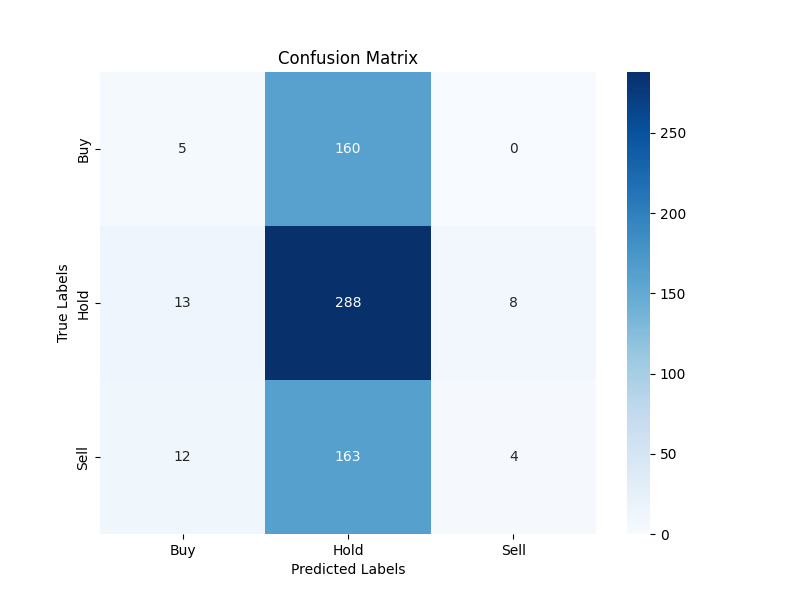 Confusion Matrix
True Labels
Buy
5 160 0
Hold
13 288 8
Sell
12 163 4
Buy Hold Sell
Predicted Labels
250
200
150
100
50
0